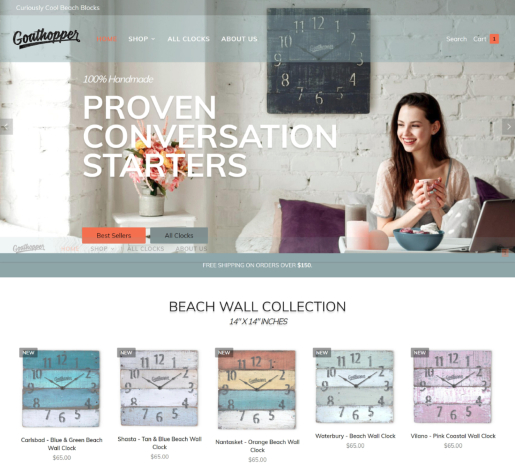 Curiously Cool Beach Blocks
Goathopper
HOME SHOP ALL CLOCKS ABOUT US
Search Cart 1
100% Handmade
PROVEN
CONVERSATION
STARTERS
Best Sellers All Clocks
Goathopper HOME SHOP ALL CLOCKS ABOUT US
FREE SHIPPING ON ORDERS OVER $150.
BEACH WALL COLLECTION
14" X 14" INCHES
NEW NEW NEW NEW NEW
Carlsbad - Blue & Green Beach
Wall Clock
$65.00
Shasta - Tan & Blue Beach Wall
Clock
$65.00
Nantasket - Orange Beach Wall
Clock
$65.00
Waterbury - Beach Wall Clock
$65.00
Vilano - Pink Coastal Wall Clock
$65.00